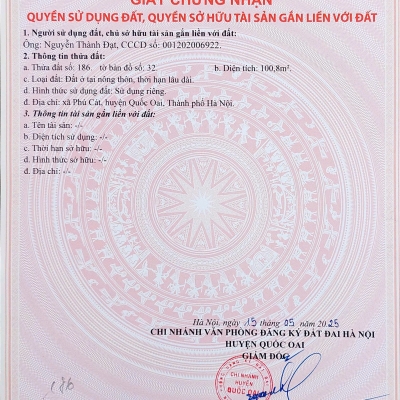 GIẤY CHỨNG NHẬN
QUYỀN SỬ DỤNG ĐẤT, QUYỀN SỞ HỮU TÀI SẢN GẮN LIỀN VỚI ĐẤT
1. Người sử dụng đất, chủ sở hữu tài sản gắn liền với đất:
Ông: Nguyễn Thành Đạt, CCCD số: 001202006922.
2. Thông tin thửa đất:
a. Thửa đất số: 186. tờ bản đồ số: 32. b. Diện tích: 100,8m².
c. Loại đất: Đất ở tại nông thôn, thời hạn lâu dài.
d. Hình thức sử dụng đất: Sử dụng riêng.
đ. Địa chỉ: xã Phú Cát, huyện Quốc Oai, Thành phố Hà Nội.
3. Thông tin tài sản gắn liền với đất:
a. Tên tài sản: -/-
b. Diện tích: -/-
c. Thời hạn sở hữu: -/-
d. Hình thức sở hữu: -/-
đ. Địa chỉ: -/-
Hà Nội, ngày 15 tháng 05 năm 2025
CHI NHÁNH VĂN PHÒNG ĐĂNG KÝ ĐẤT ĐAI HÀ NỘI
HUYỆN QUỐC OAI
GIÁM ĐỐC
CHI NHÁNH
HUYỆN
QUỐC OAI
186